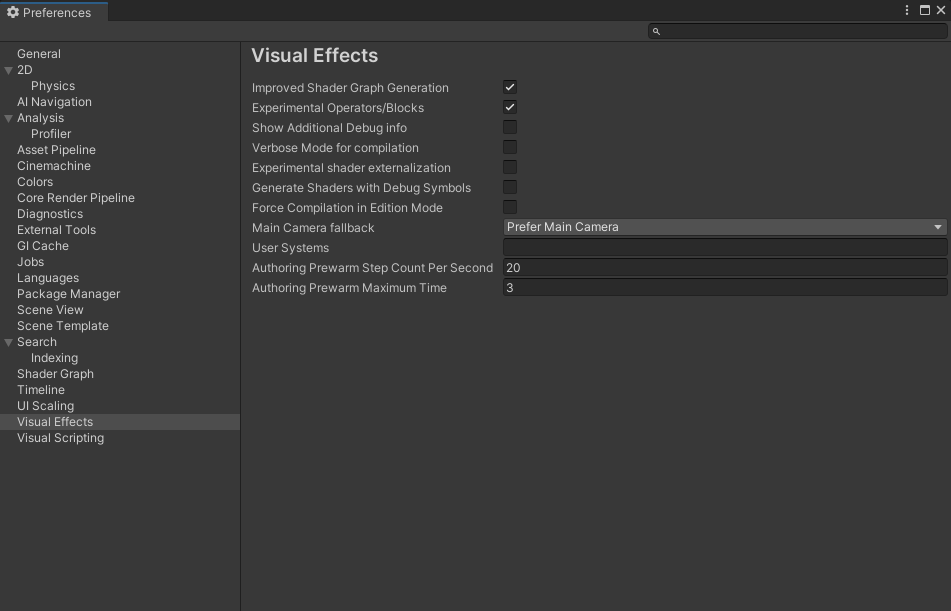 Preferences
General
2D
Physics
AI Navigation
Analysis
Profiler
Asset Pipeline
Cinemachine
Colors
Core Render Pipeline
Diagnostics
External Tools
GI Cache
Jobs
Languages
Package Manager
Scene View
Scene Template
Search
Indexing
Shader Graph
Timeline
UI Scaling
Visual Effects
Visual Scripting
Visual Effects
Improved Shader Graph Generation
Experimental Operators/Blocks
Show Additional Debug info
Verbose Mode for compilation
Experimental shader externalization
Generate Shaders with Debug Symbols
Force Compilation in Edition Mode
Main Camera fallback Prefer Main Camera
User Systems
Authoring Prewarm Step Count Per Second 20
Authoring Prewarm Maximum Time 3